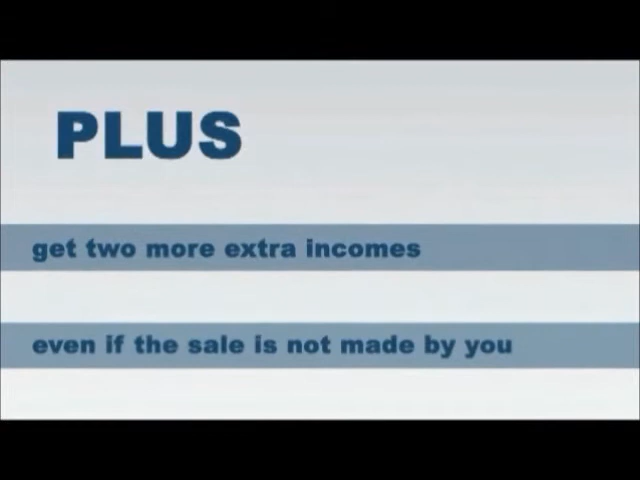 PLUS
get two more extra incomes
even if the sale is not made by you